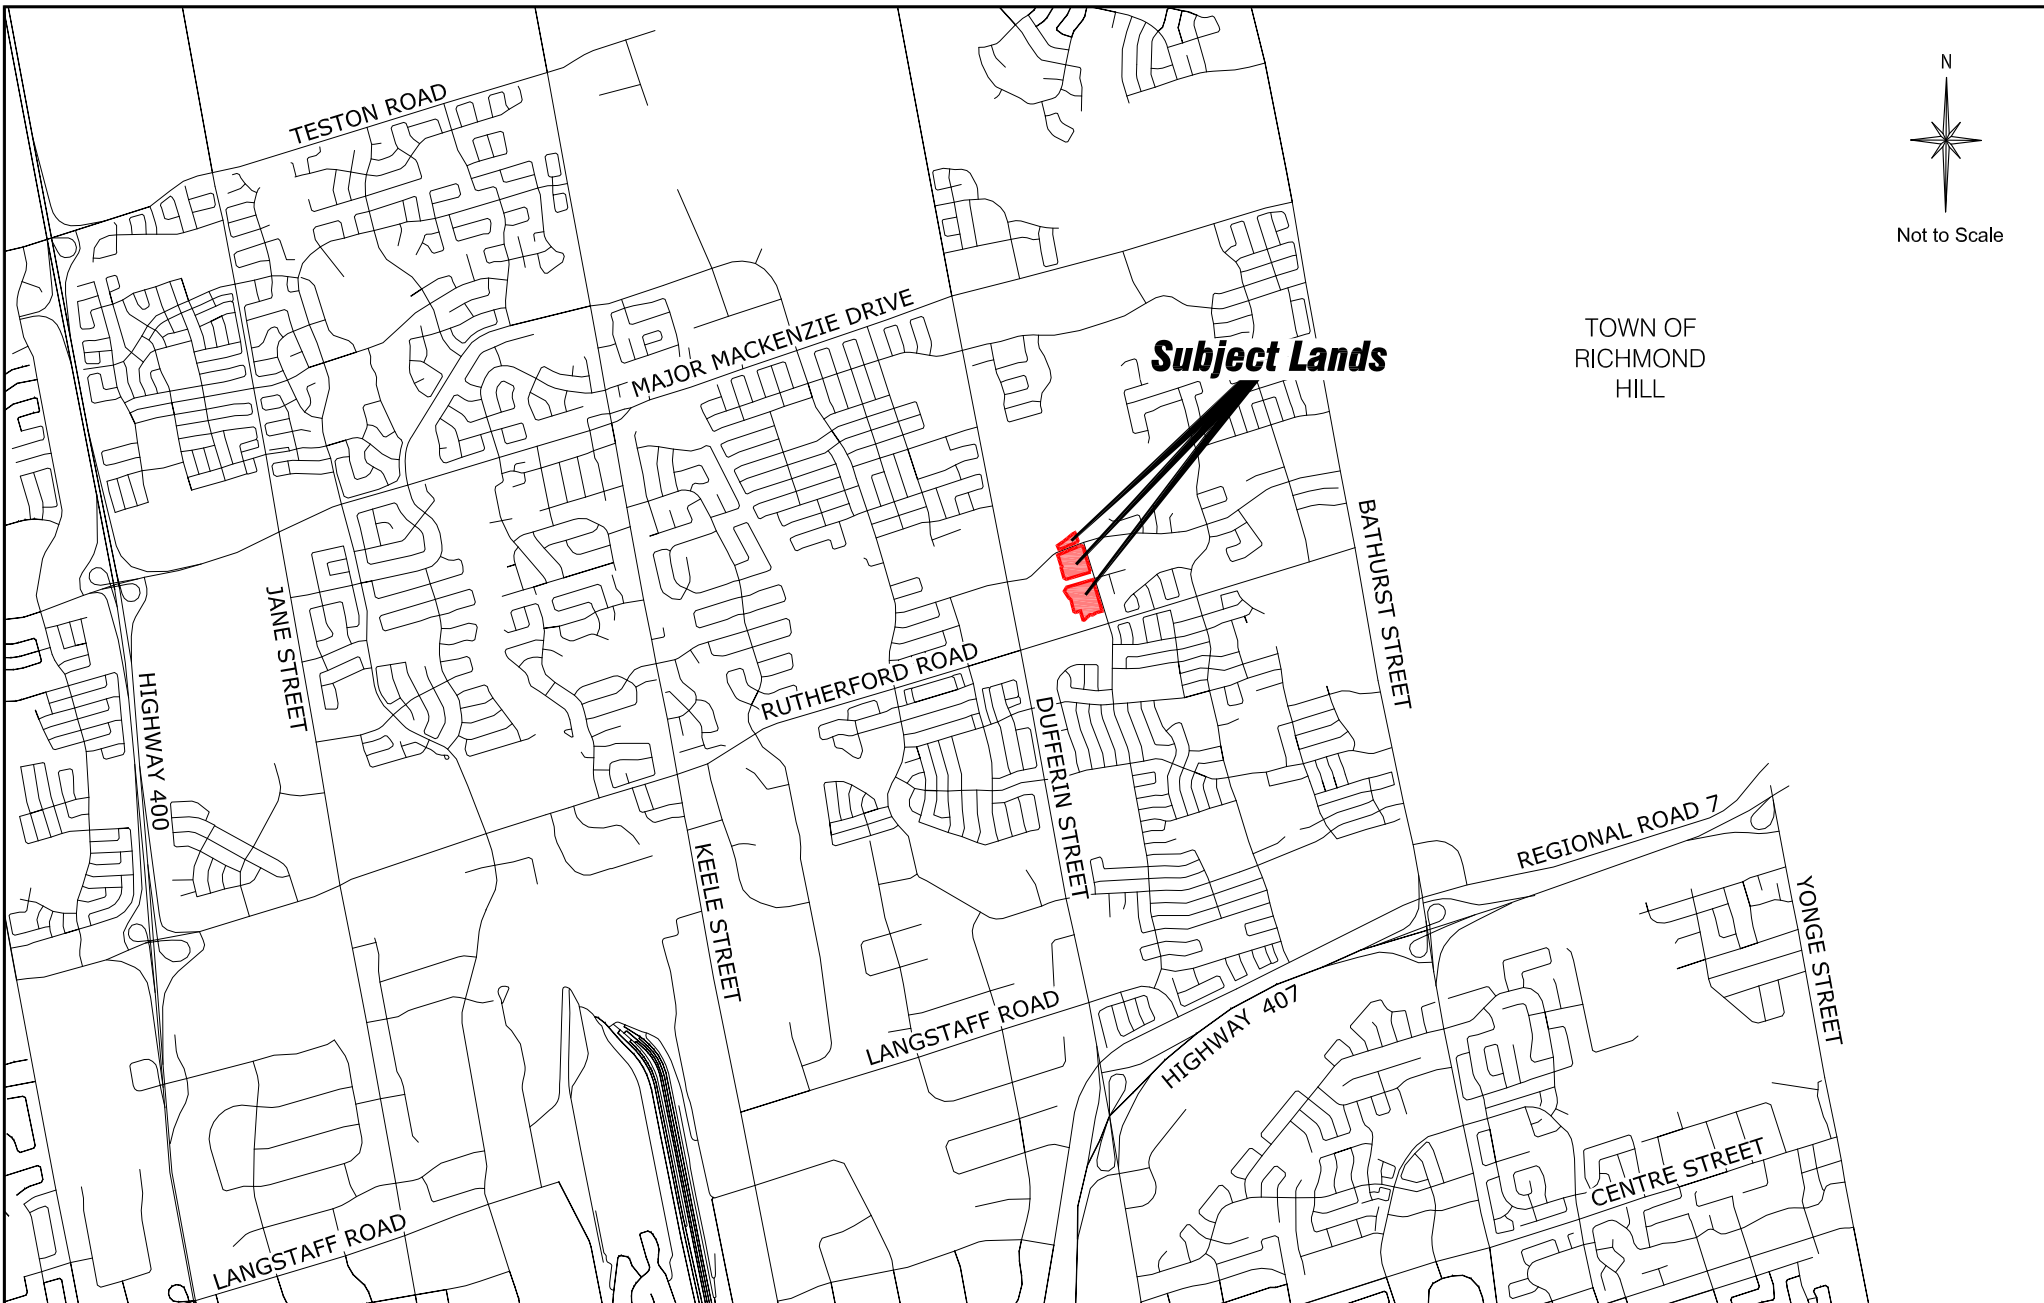 N
TESTON ROAD
Not to Scale
MAJOR MACKENZIE DRIVE
TOWN OF
RICHMOND
HILL
Subject Lands
BATHURST STREET
JANE STREET
HIGHWAY 400
RUTHERFORD ROAD
DUFFERIN STREET
KEELE STREET
REGIONAL ROAD 7
YONGE STREET
LANGSTAFF ROAD
HIGHWAY 407
CENTRE STREET
LANGSTAFF ROAD